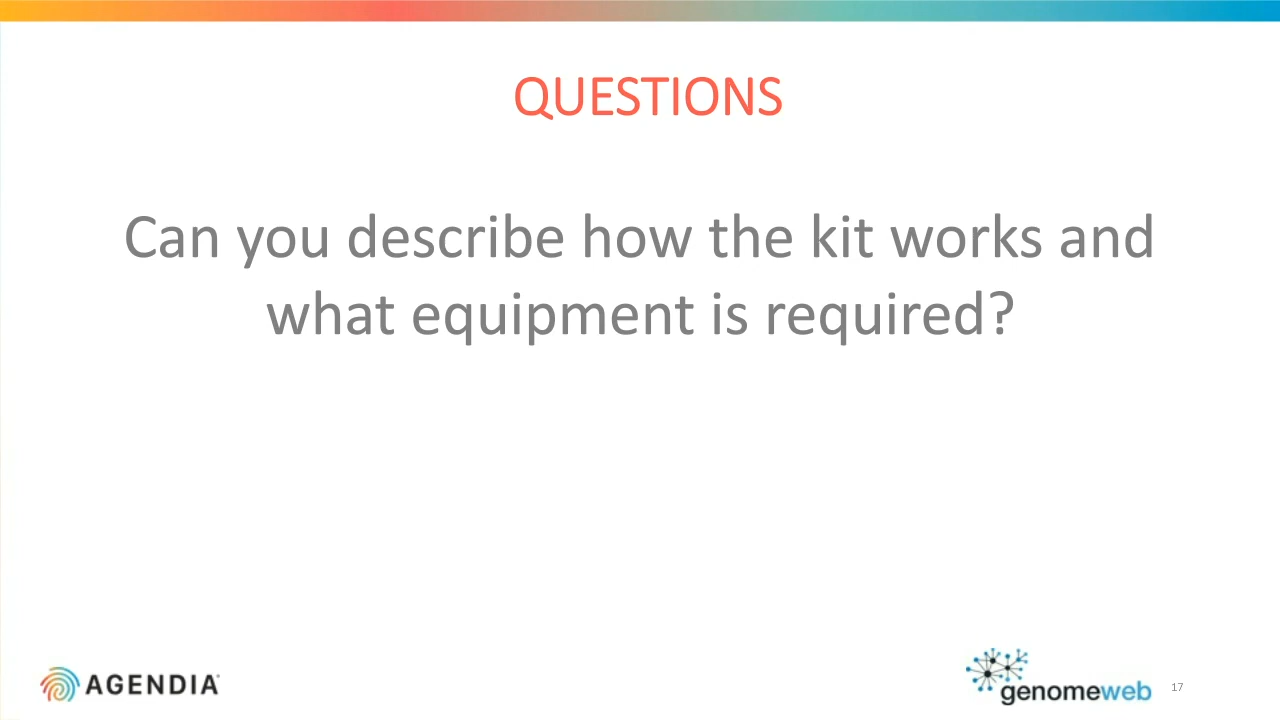 QUESTIONS
Can you describe how the kit works and
what equipment is required?
AGENDIA
genomeweb
17